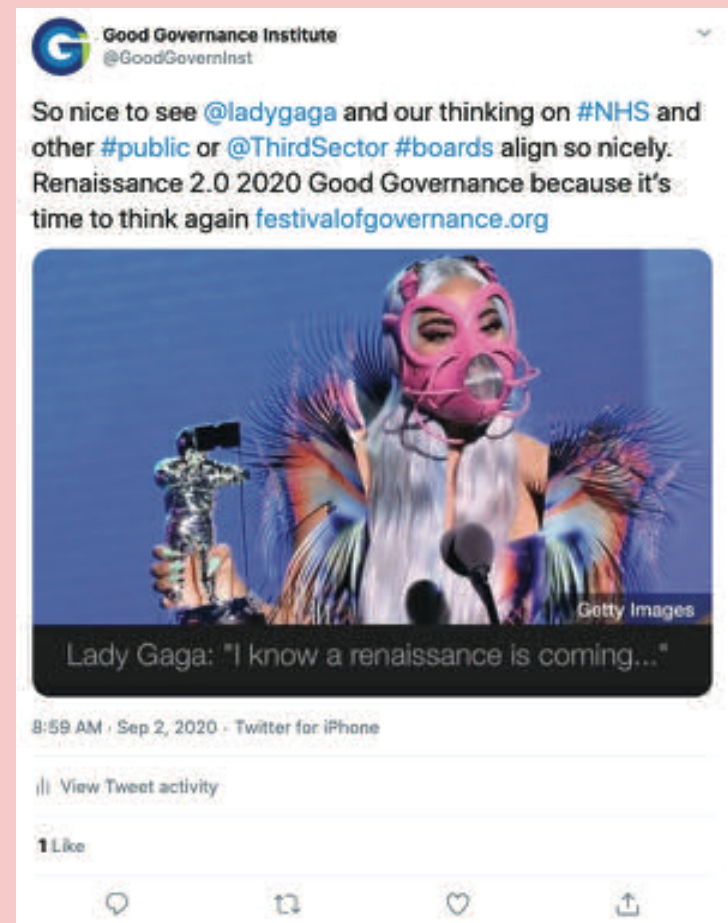 Good Governance Institute
@GoodGovernInst
So nice to see @ladygaga and our thinking on #NHS and
other #public or @ThirdSector #boards align so nicely.
Renaissance 2.0 2020 Good Governance because it's
time to think again festivalofgovernance.org
Getty Images
Lady Gaga: "I know a renaissance is coming..."
8:59 AM · Sep 2, 2020 · Twitter for iPhone
View Tweet activity
1 Like